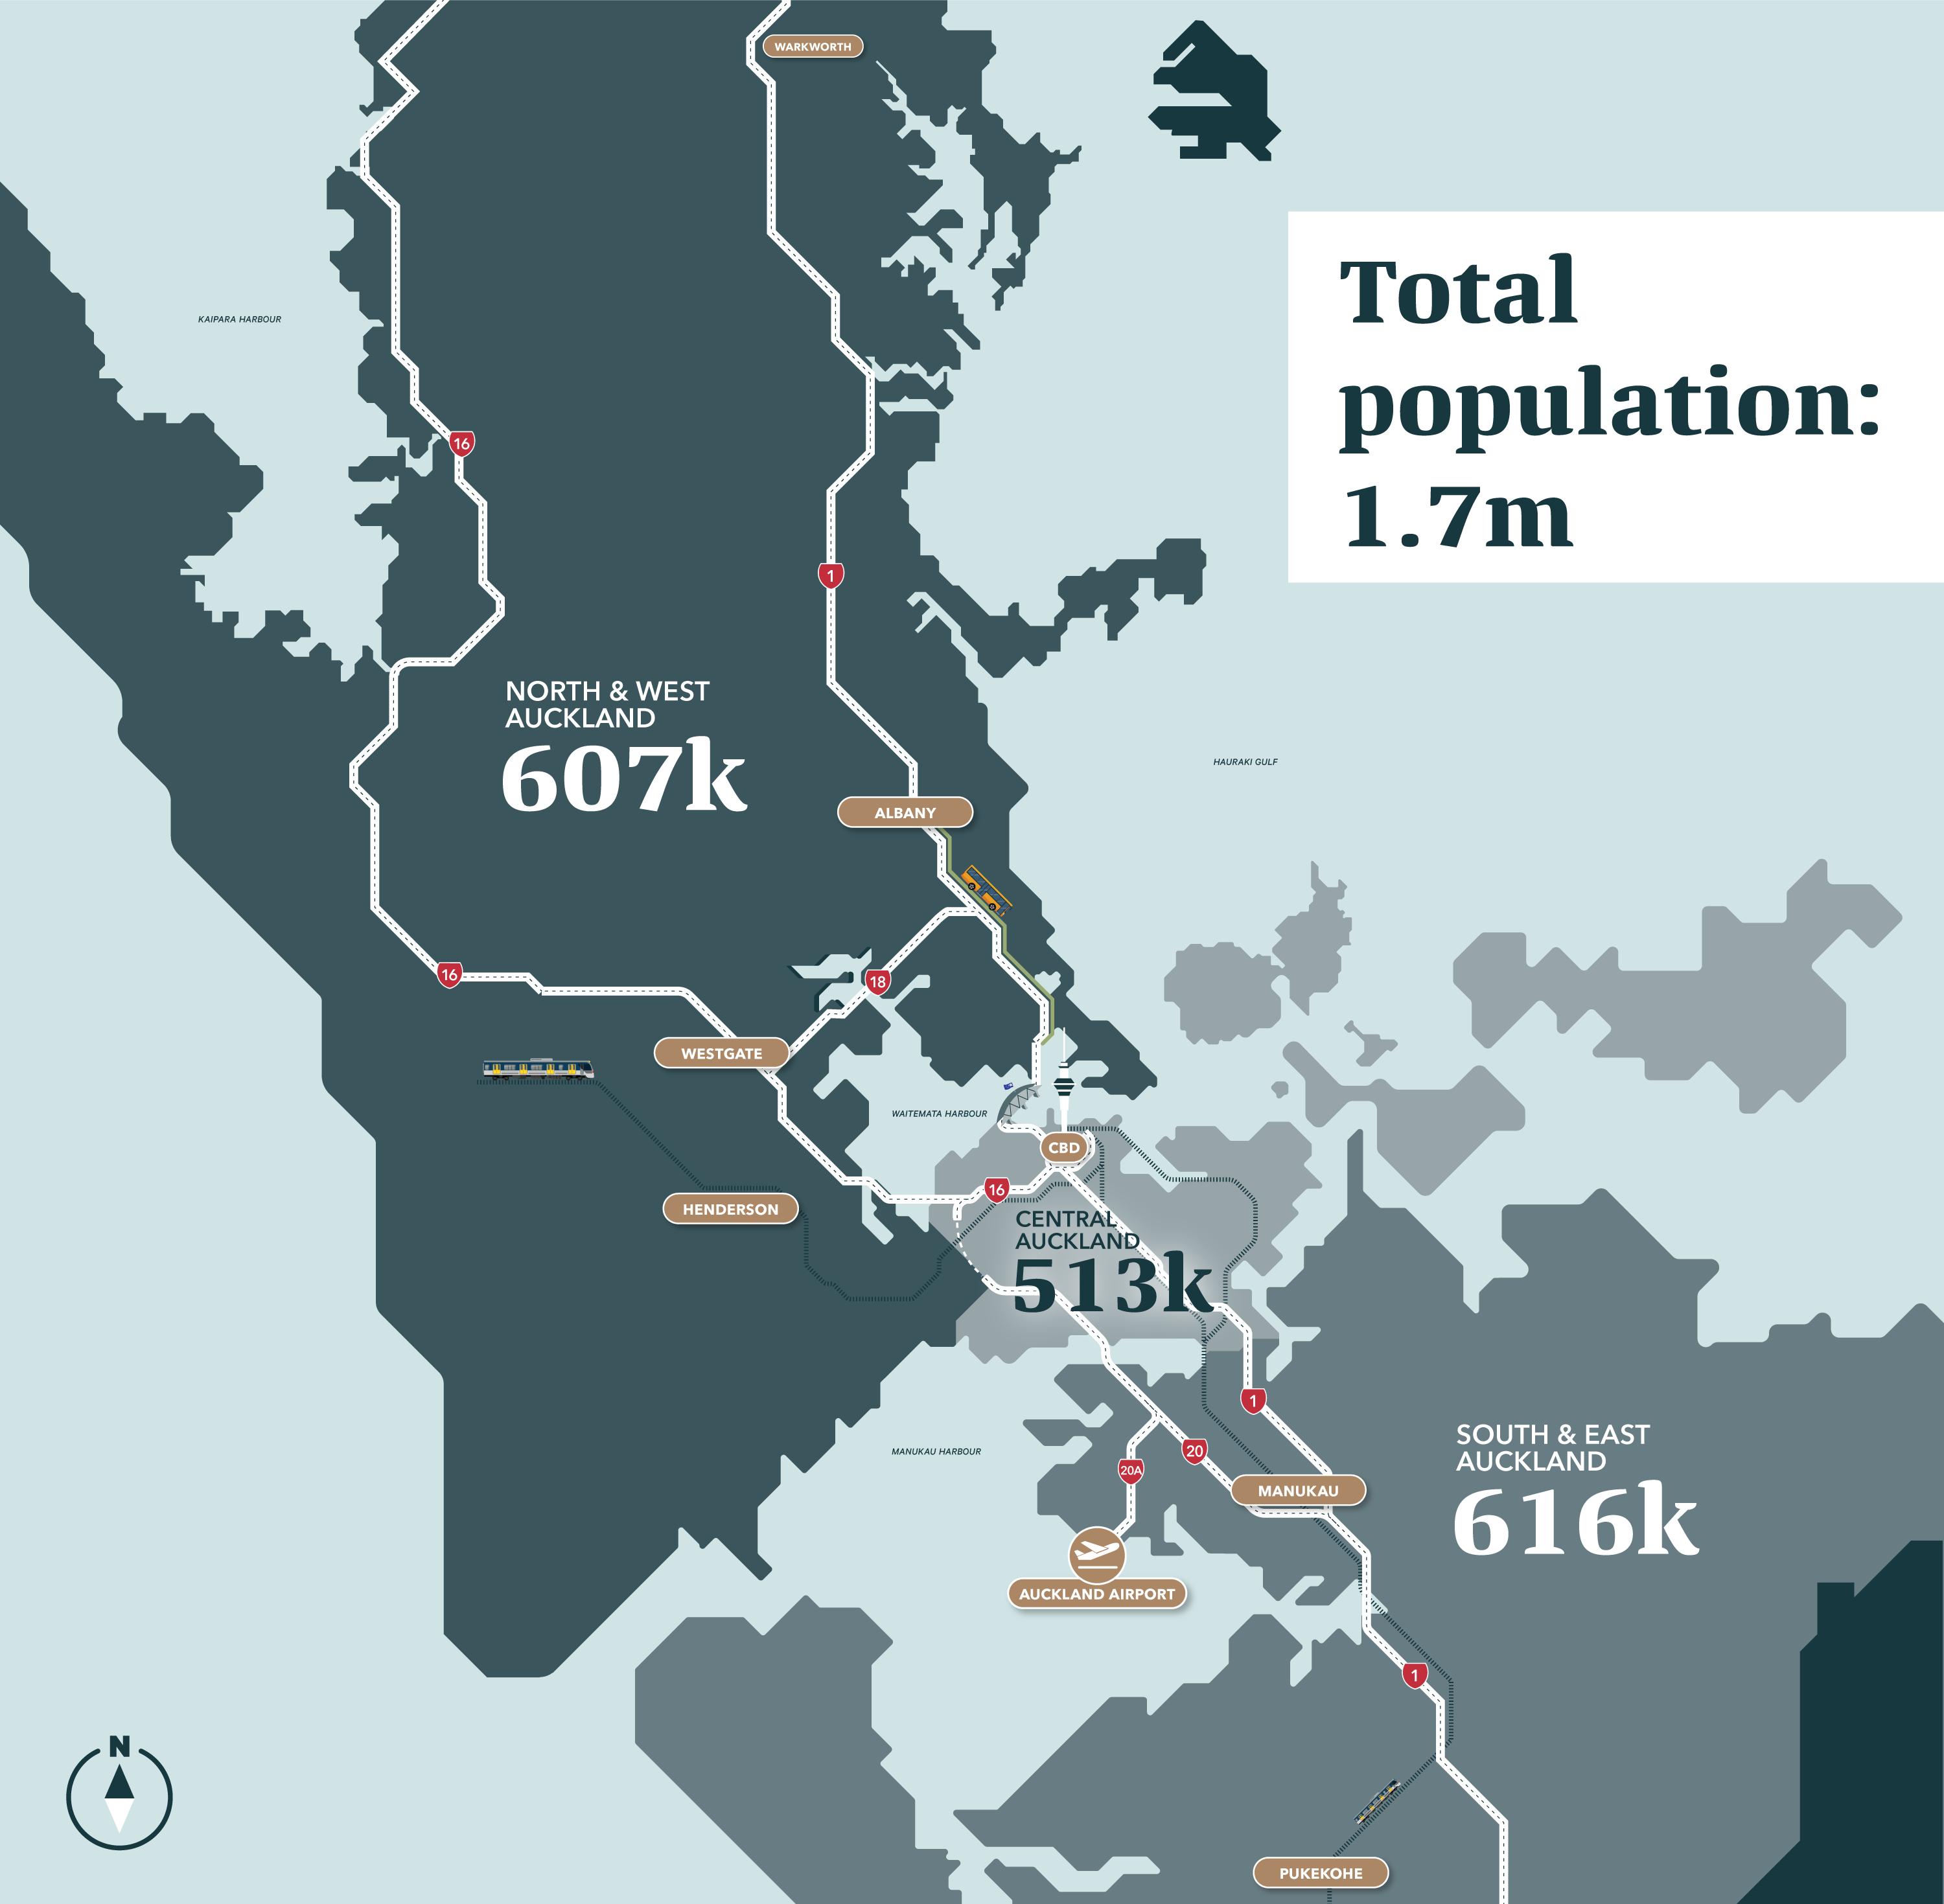 WARKWORTH
Total
population:
1.7m
KAIPARA HARBOUR
16
1
NORTH & WEST
AUCKLAND
607k
HAURAKI GULF
ALBANY
16
18
WESTGATE
WAITEMATA HARBOUR
CBD
16
HENDERSON
CENTRAL
AUCKLAND
513k
1
MANUKAU HARBOUR
20
20A
SOUTH & EAST
AUCKLAND
616k
MANUKAU
AUCKLAND AIRPORT
1
N
PUKEKOHE